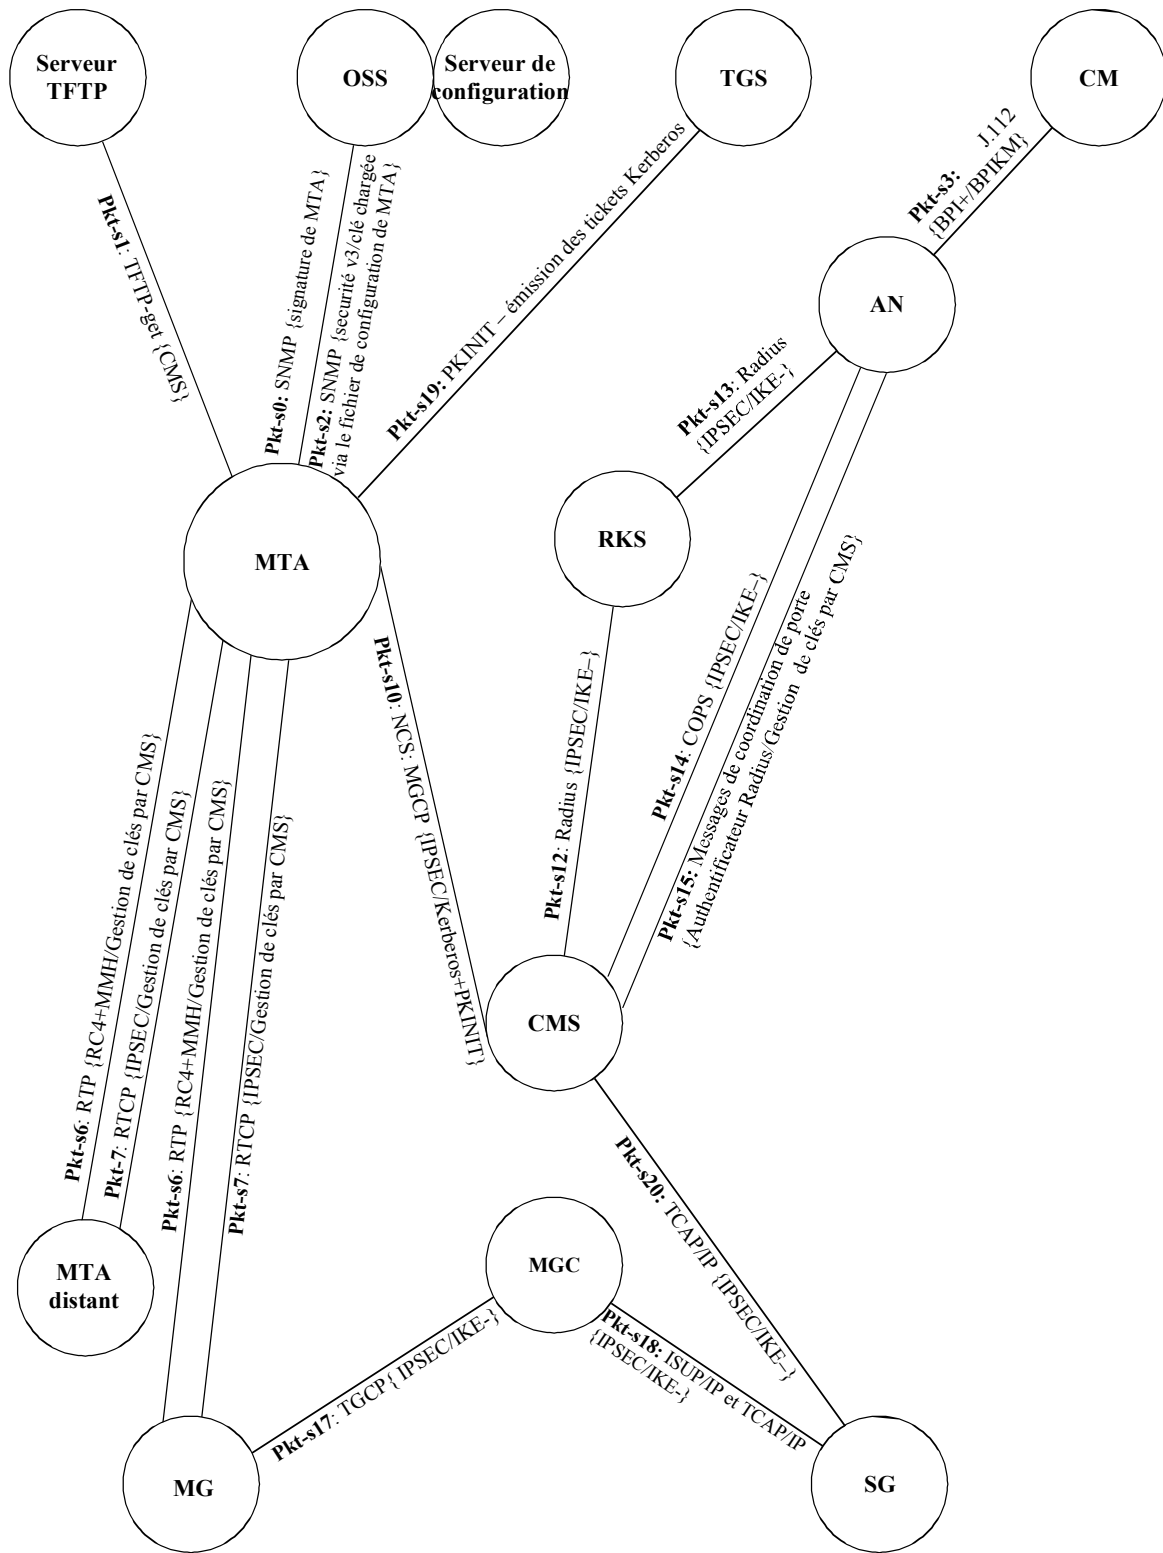 Serveur
TFTP
OSS
Serveur de
configuration
TGS
CM
Pkt-s1: TFTP-get {CMS}
Pkt-s0: SNMP {signature de MTA}
Pkt-s2: SNMP {securité v3/clé chargée
via le fichier de configuration de MTA}
Pkt-s19: PKINIT – émission des tickets Kerberos
Pkt-s3: J.112
{BPI+/BPIKM}
AN
Pkt-s13: Radius
{IPSEC/IKE-}
RKS
MTA
Pkt-s10: NCS: MGCP {IPSEC/Kerberos+PKINIT}
Pkt-s12: Radius {IPSEC/IKE–}
Pkt-s14: COPS {IPSEC/IKE–}
Pkt-s15: Messages de coordination de porte
{Authentificateur Radius/Gestion de clés par CMS}
Pkt-s6: RTP {RC4+MMH/Gestion de clés par CMS}
Pkt-7: RTCP {IPSEC/Gestion de clés par CMS}
Pkt-s6: RTP {RC4+MMH/Gestion de clés par CMS}
Pkt-s7: RTCP {IPSEC/Gestion de clés par CMS}
CMS
Pkt-s20: TCAP/IP {IPSEC/IKE–}
MTA
distant
MGC
Pkt-s17: TGCP{ IPSEC/IKE-}
Pkt-s18: ISUP/IP et TCAP/IP
{IPSEC/IKE-}
MG
SG